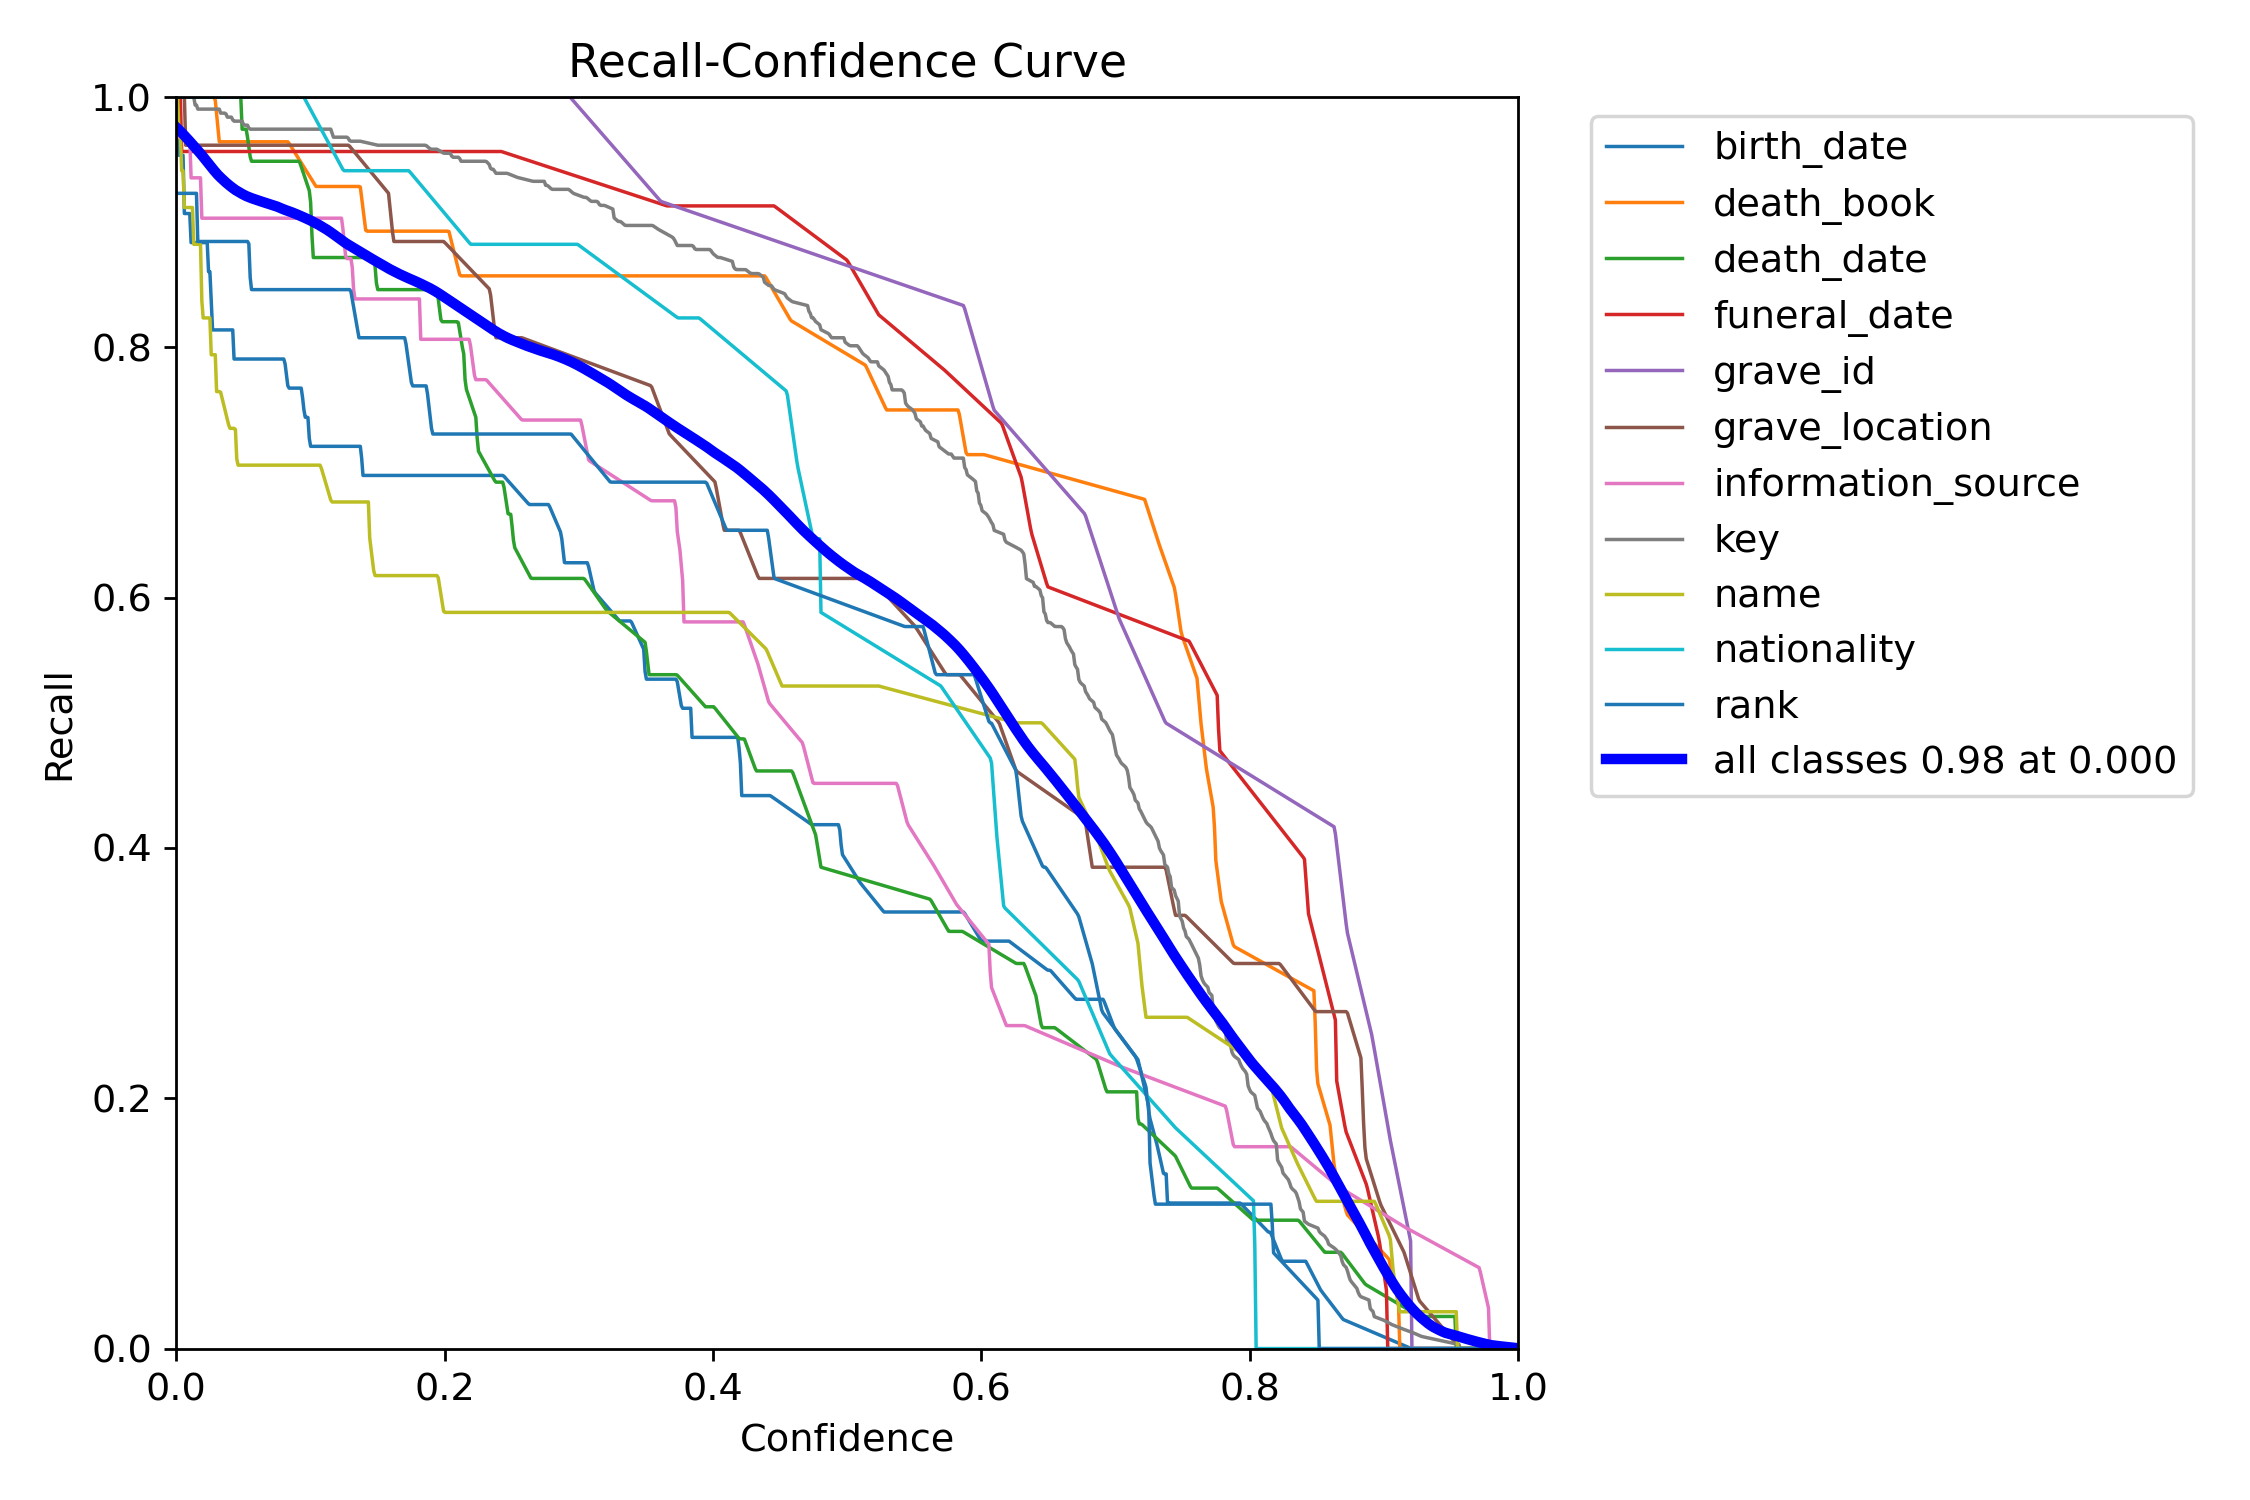 Recall-Confidence Curve
1.0
0.8
0.6
0.4
0.2
0.0
Recall
0.0 0.2 0.4 0.6 0.8 1.0
Confidence
birth_date
death_book
death_date
funeral_date
grave_id
grave_location
information_source
key
name
nationality
rank
all classes 0.98 at 0.000